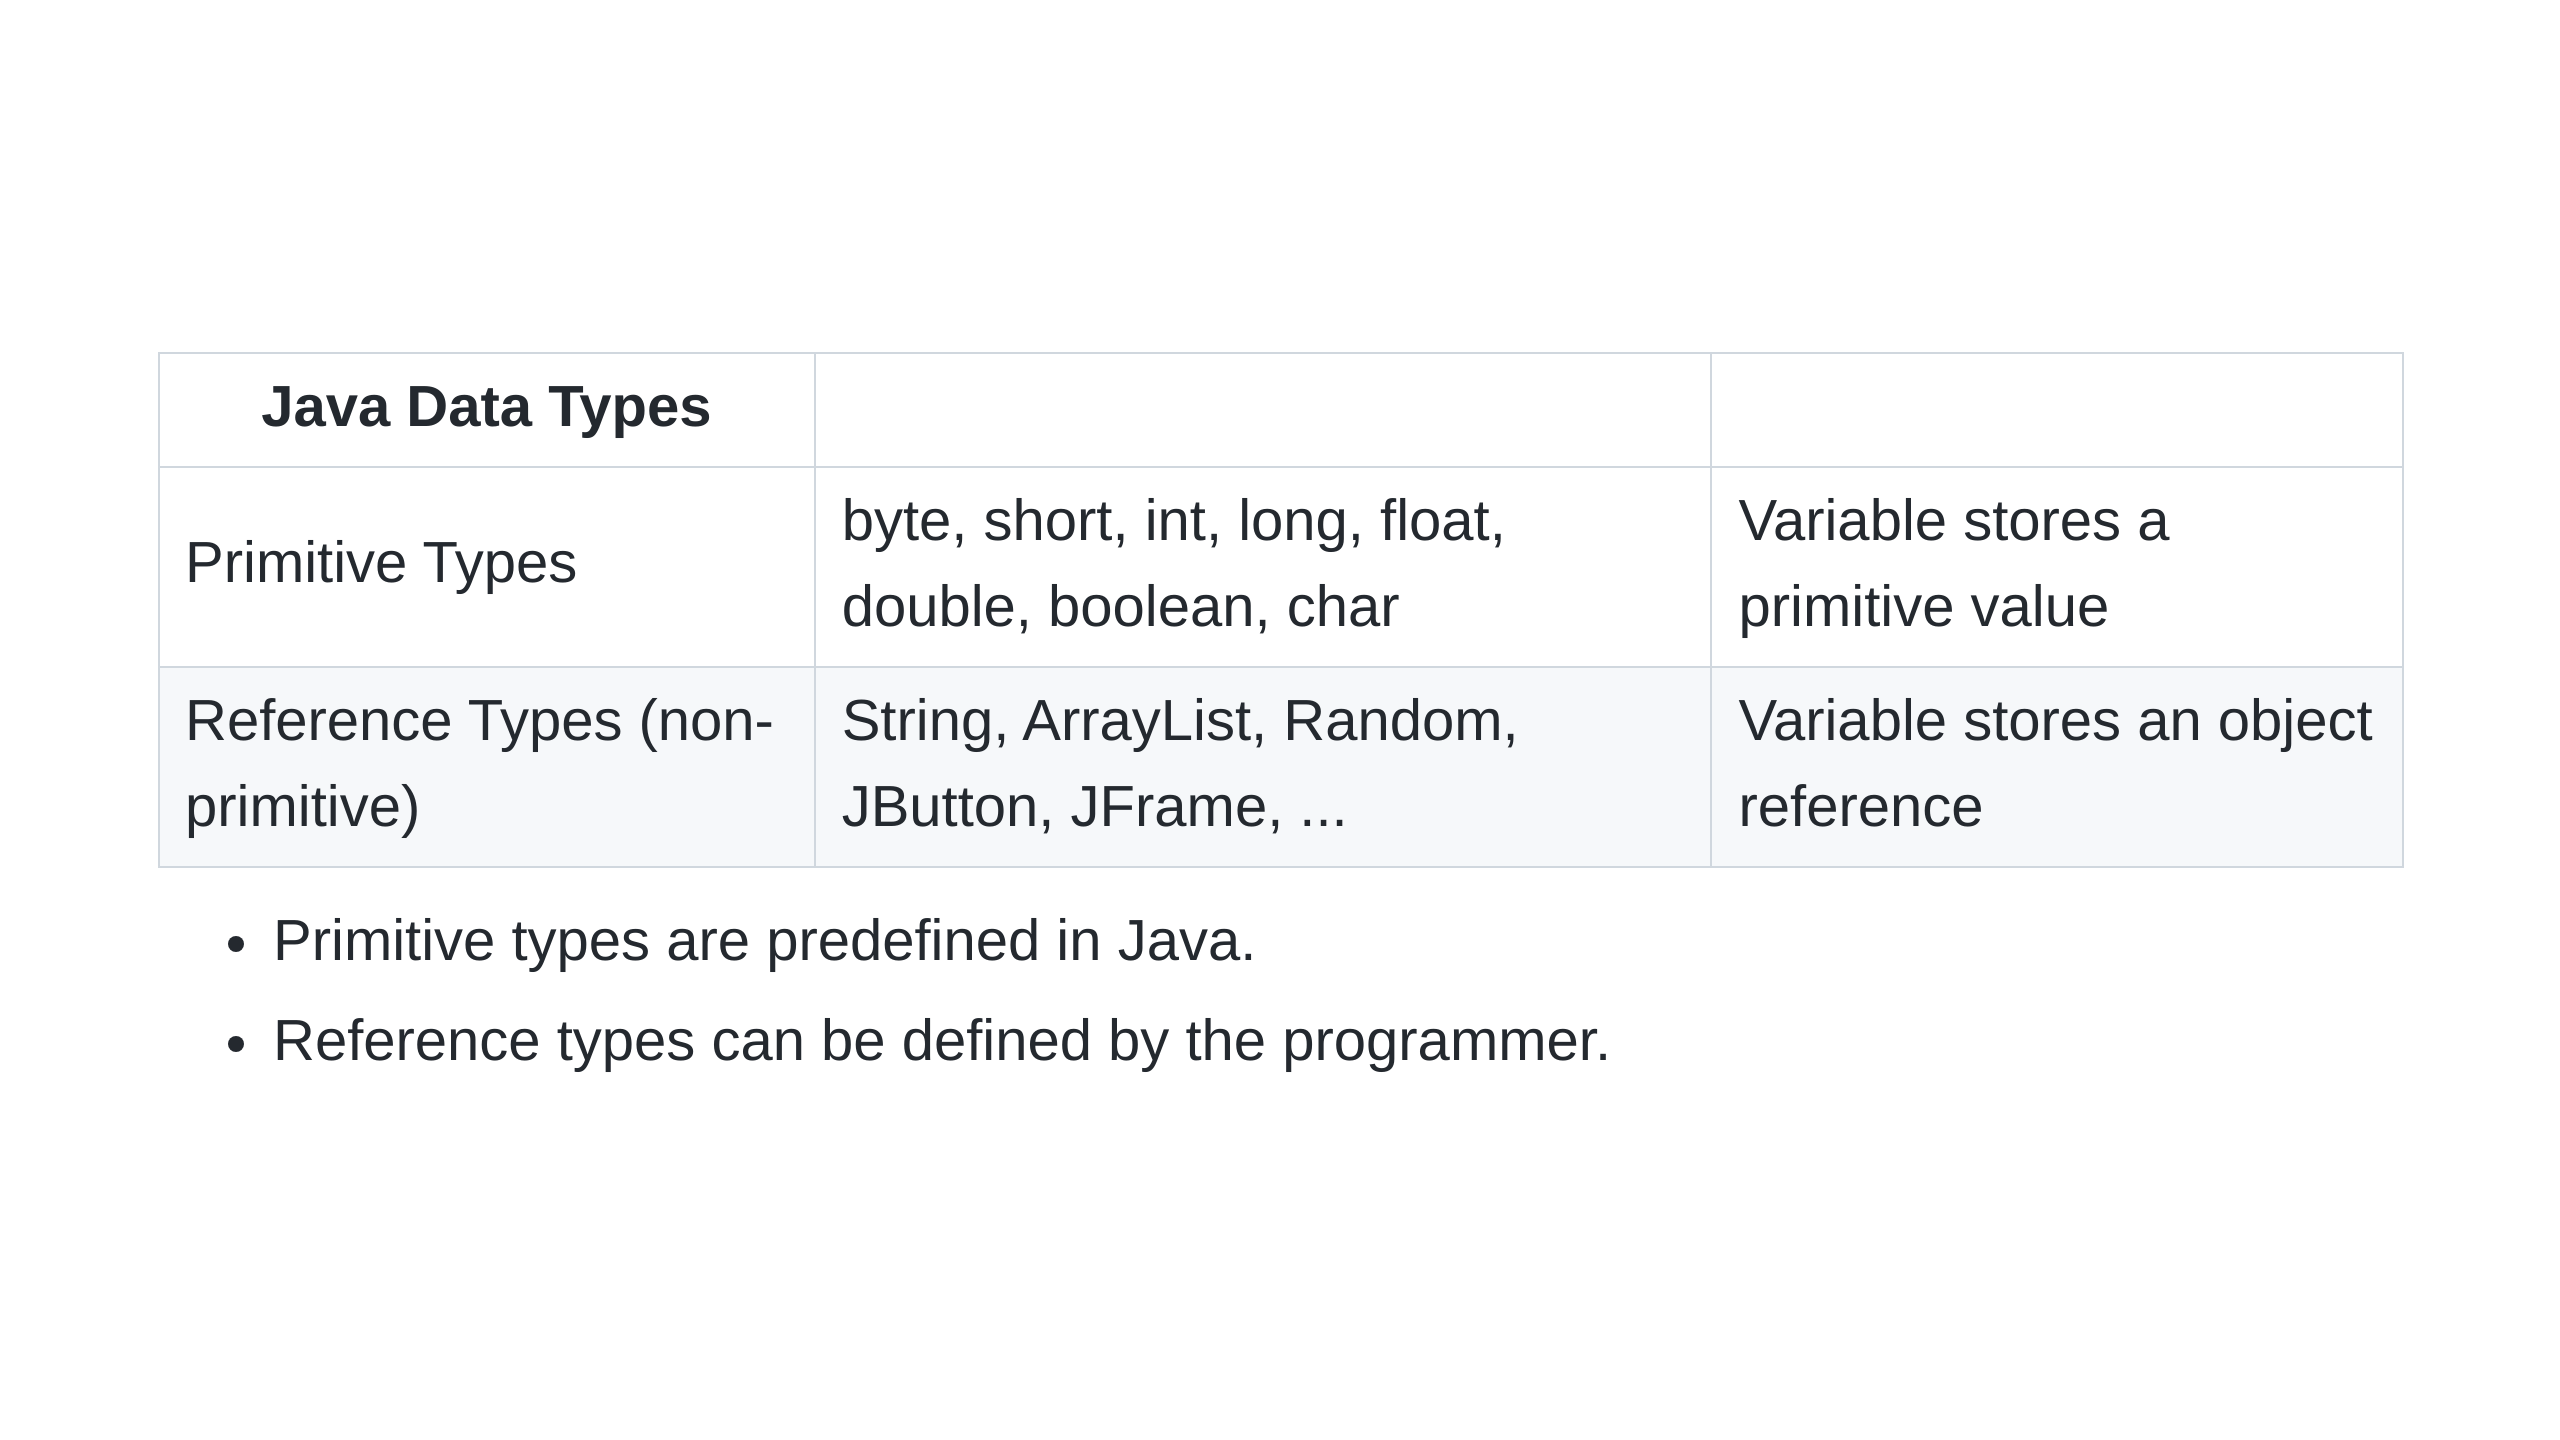 Java Data Types
Primitive Types
byte, short, int, long, float,
double, boolean, char
Variable stores a
primitive value
Reference Types (non-
primitive)
String, ArrayList, Random,
JButton, JFrame, ...
Variable stores an object
reference
• Primitive types are predefined in Java.
• Reference types can be defined by the programmer.